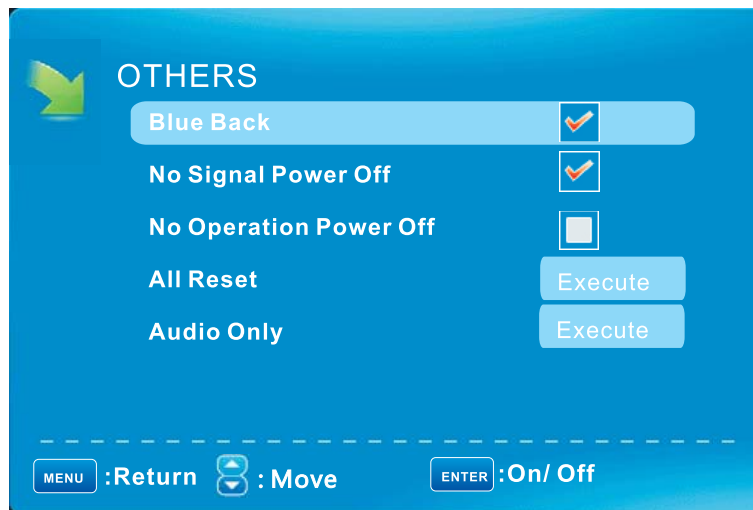 OTHERS
Blue Back
No Signal Power Off
No Operation Power Off
All Reset Execute
Audio Only Execute
MENU :Return : Move ENTER :On/ Off